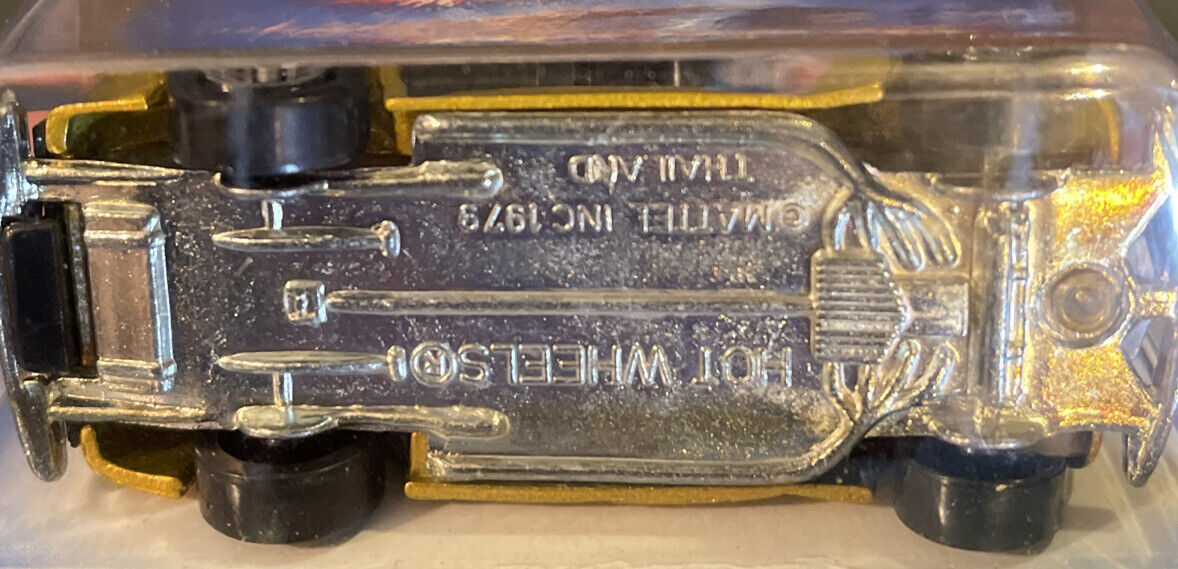 HOT WHEELS®
©MATTEL INC 1979
THAILAND